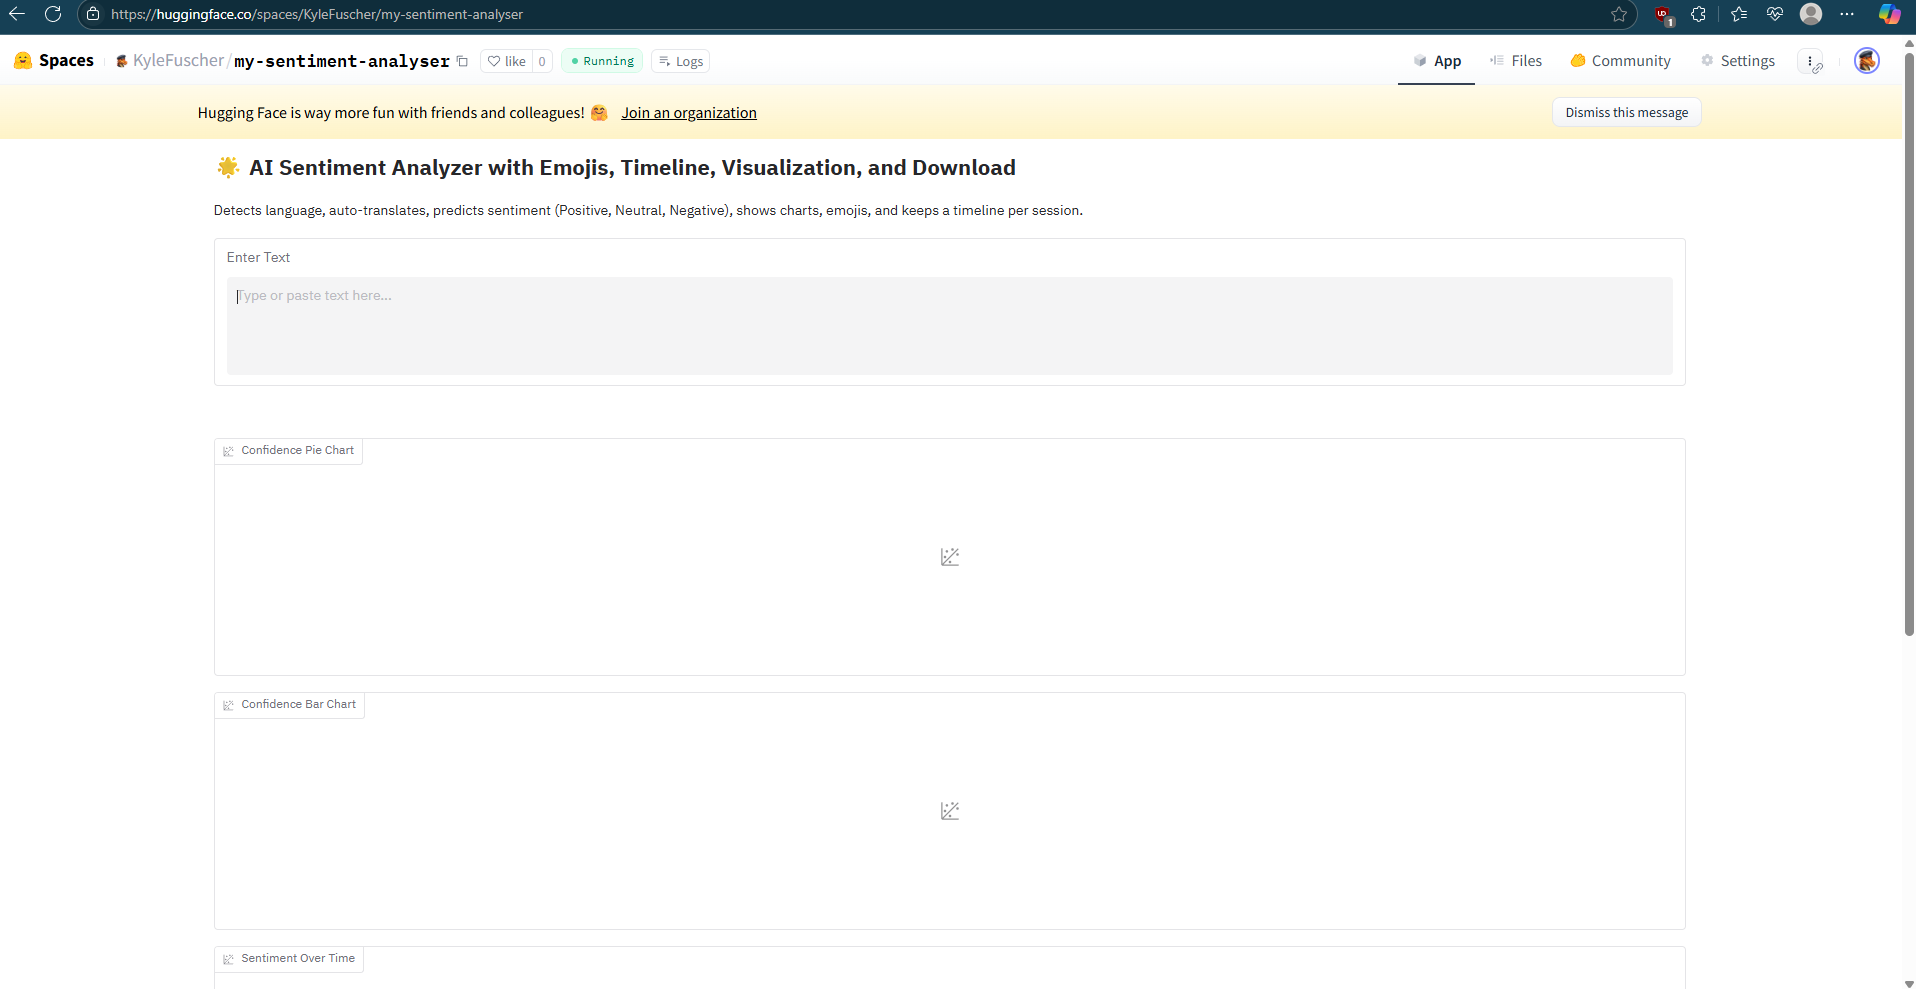 https://huggingface.co/spaces/KyleFuscher/my-sentiment-analyser
1
Spaces KyleFuscher/my-sentiment-analyser like 0 Running Logs App Files Community Settings
Hugging Face is way more fun with friends and colleagues! 🤗 Join an organization Dismiss this message
🌟 AI Sentiment Analyzer with Emojis, Timeline, Visualization, and Download
Detects language, auto-translates, predicts sentiment (Positive, Neutral, Negative), shows charts, emojis, and keeps a timeline per session.
Enter Text
Type or paste text here...
Confidence Pie Chart
Confidence Bar Chart
Sentiment Over Time